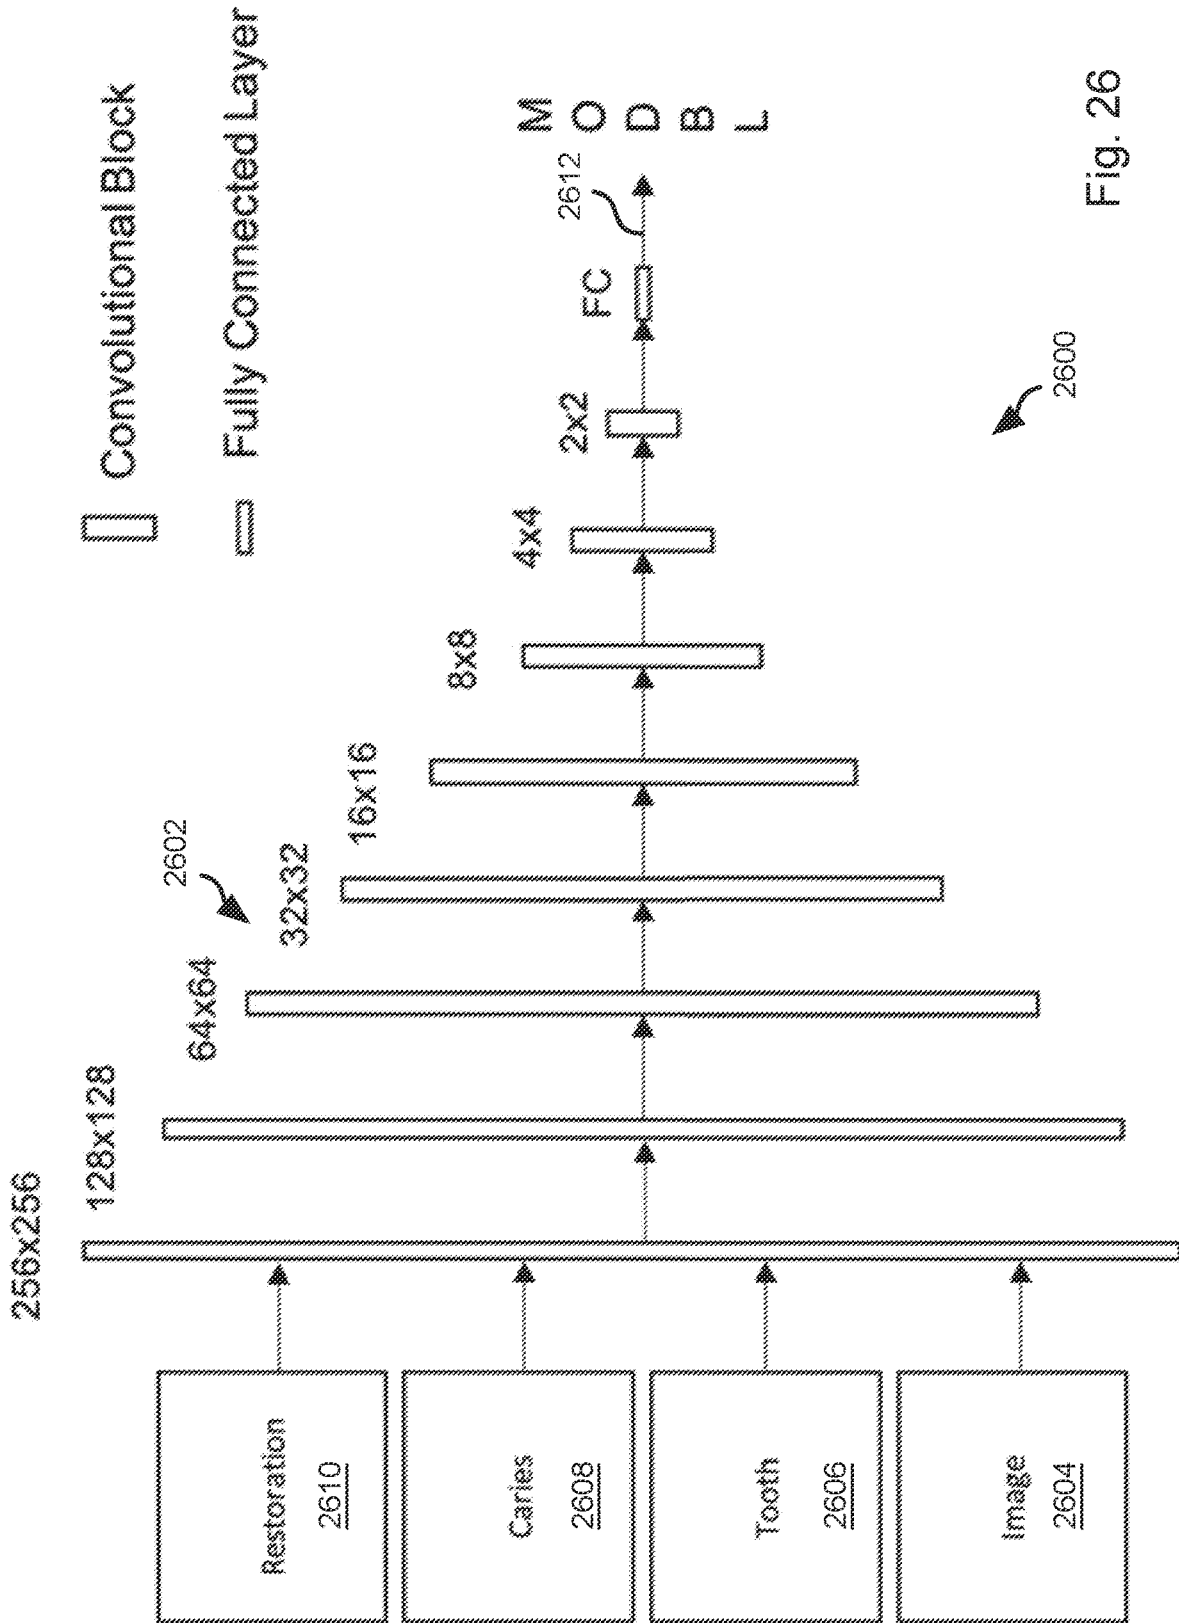 Convolutional Block
Fully Connected Layer
256x256
128x128
64x64
32x32
16x16
8x8
4x4
2x2
FC
2602
2612
M
O
D
B
L
Restoration
2610
Caries
2608
Tooth
2606
Image
2604
2600
Fig. 26